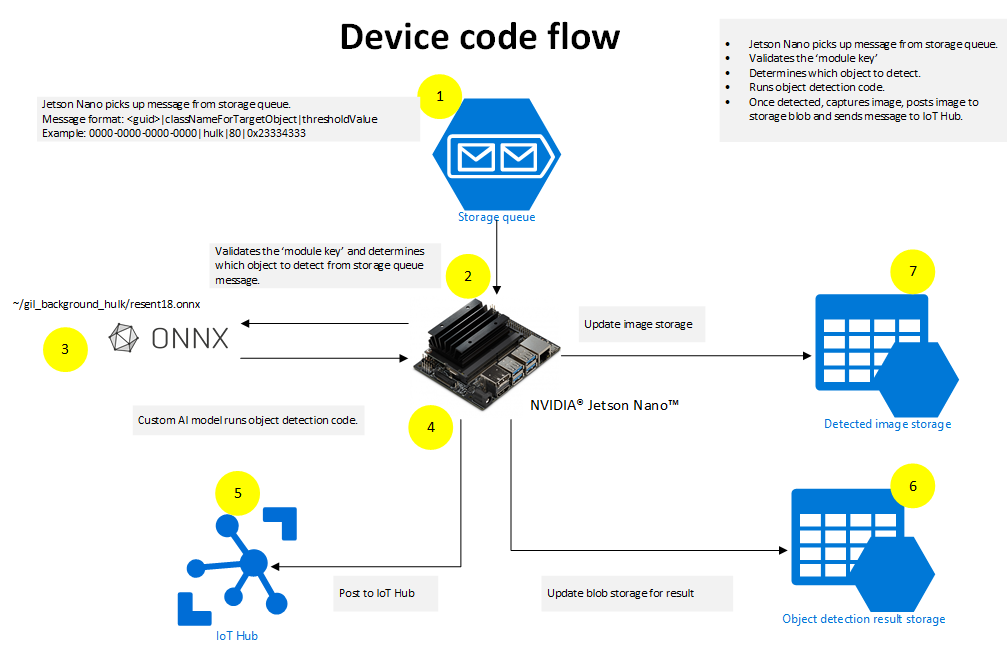 Device code flow
• Jetson Nano picks up message from storage queue.
• Validates the ‘module key’
• Determines which object to detect.
• Runs object detection code.
• Once detected, captures image, posts image to
storage blob and sends message to IoT Hub.
1
Jetson Nano picks up message from storage queue.
Message format: <guid>|classNameForTargetObject|thresholdValue
Example: 0000-0000-0000-0000|hulk|80|0x23334333
Storage queue
Validates the ‘module key’ and determines
which object to detect from storage queue
message.
2
7
~/gil_background_hulk/resent18.onnx
3
ONNX
Update image storage
NVIDIA® Jetson Nano™
Detected image storage
Custom AI model runs object detection code.
4
5
6
Post to IoT Hub
Update blob storage for result
IoT Hub
Object detection result storage